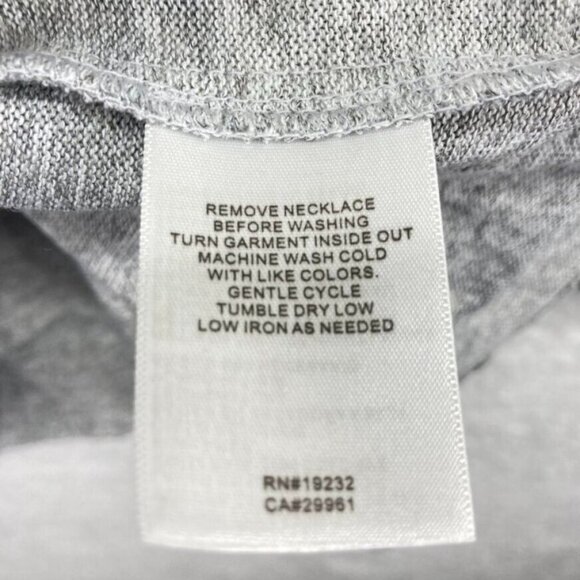 REMOVE NECKLACE
BEFORE WASHING
TURN GARMENT INSIDE OUT
MACHINE WASH COLD
WITH LIKE COLORS.
GENTLE CYCLE
TUMBLE DRY LOW
LOW IRON AS NEEDED
RN#19232
CA#29961